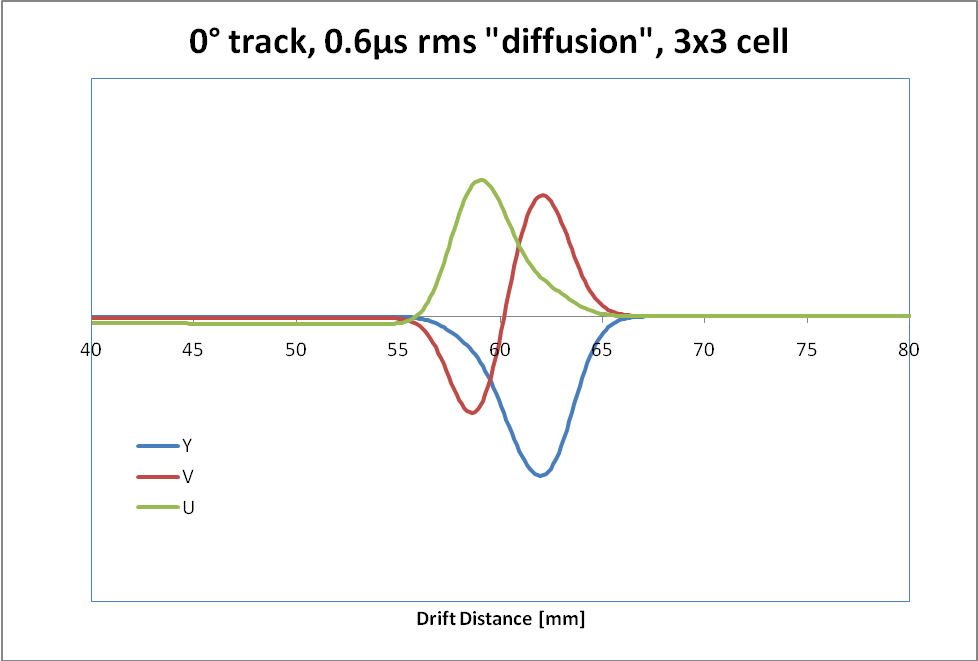 0° track, 0.6µs rms "diffusion", 3x3 cell
40 45 50 55 60 65 70 75 80
Y
V
U
Drift Distance [mm]